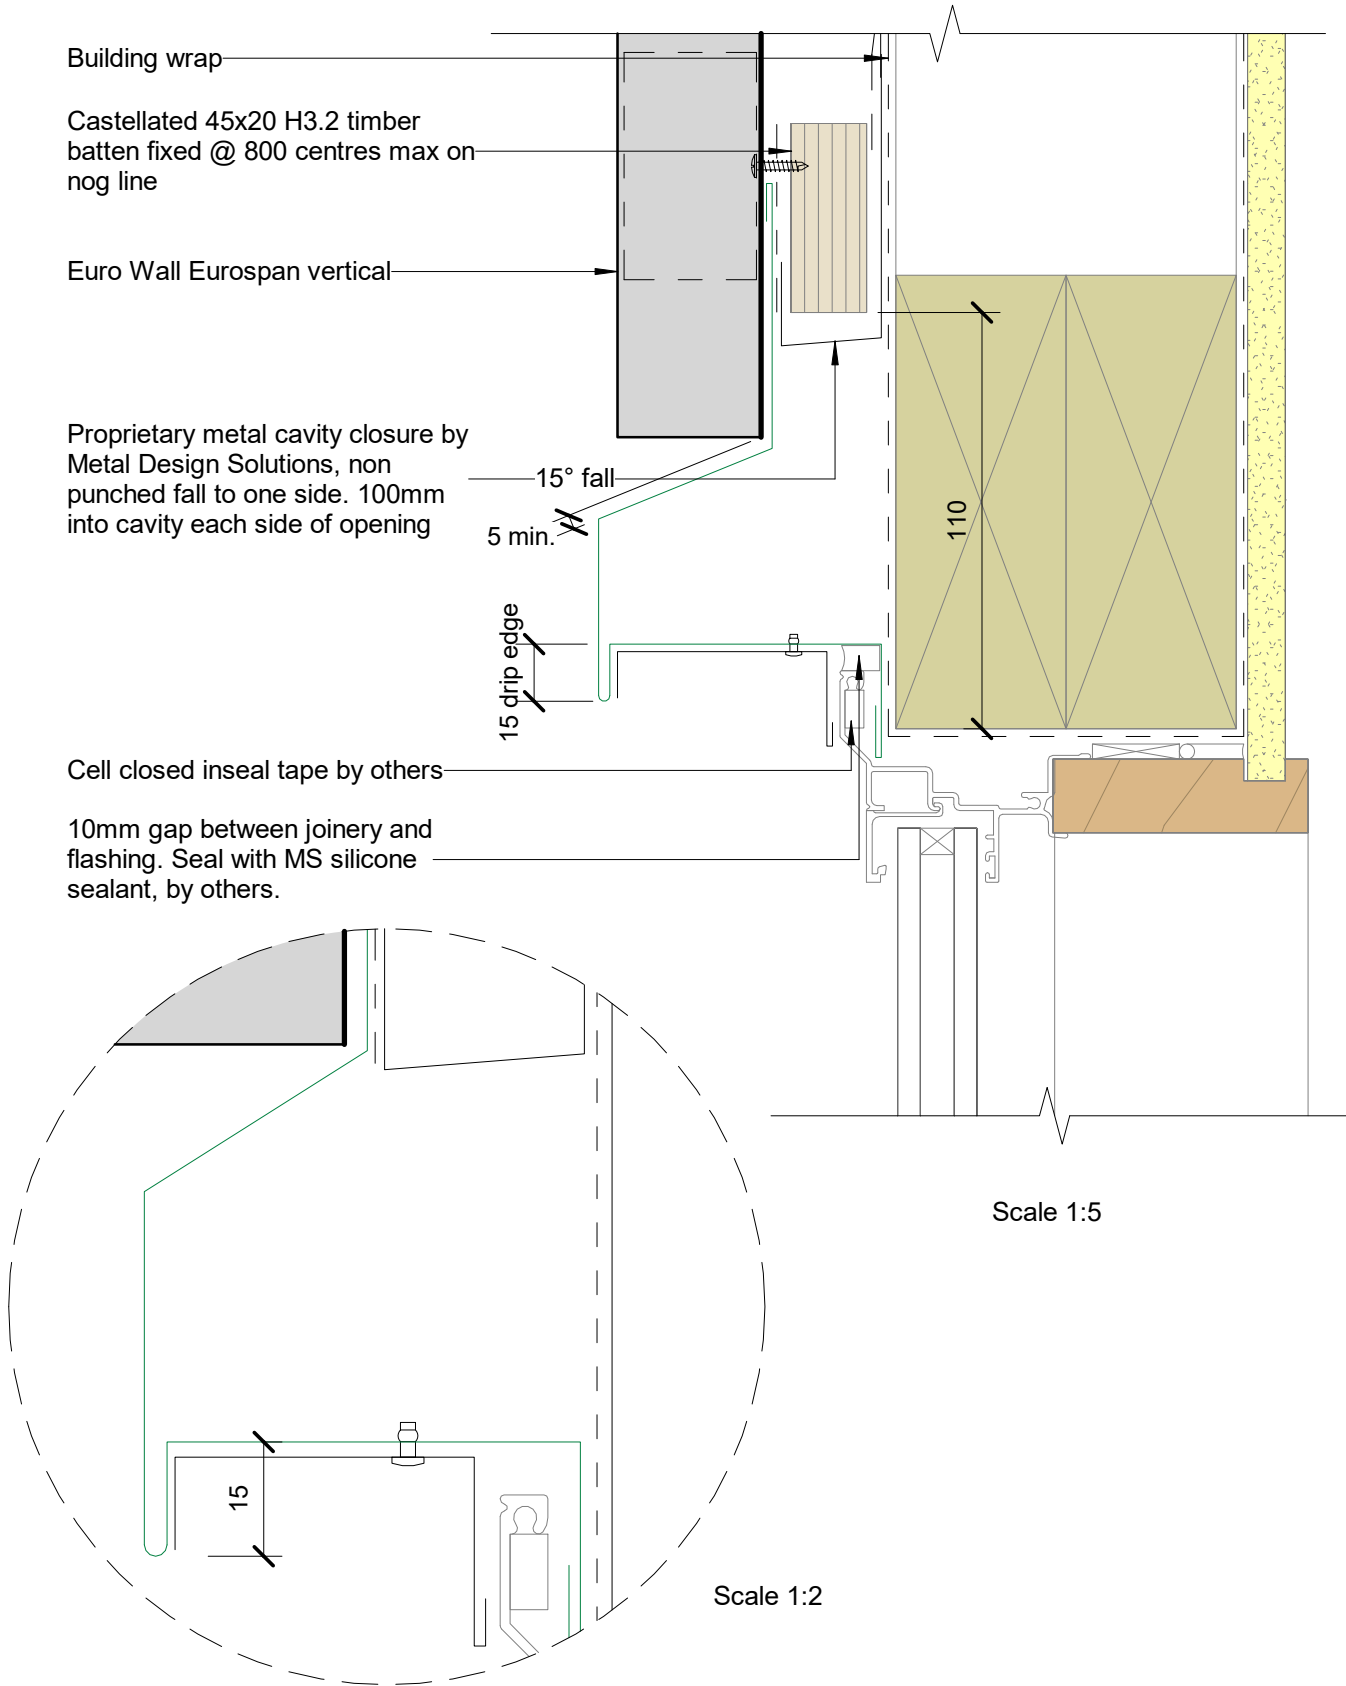 Building wrap
Castellated 45x20 H3.2 timber
batten fixed @ 800 centres max on
nog line
Euro Wall Eurospan vertical
Proprietary metal cavity closure by
Metal Design Solutions, non
punched fall to one side. 100mm
into cavity each side of opening
15° fall
5 min.
110
15 drip edge
Cell closed inseal tape by others
10mm gap between joinery and
flashing. Seal with MS silicone
sealant, by others.
Scale 1:5
15
Scale 1:2